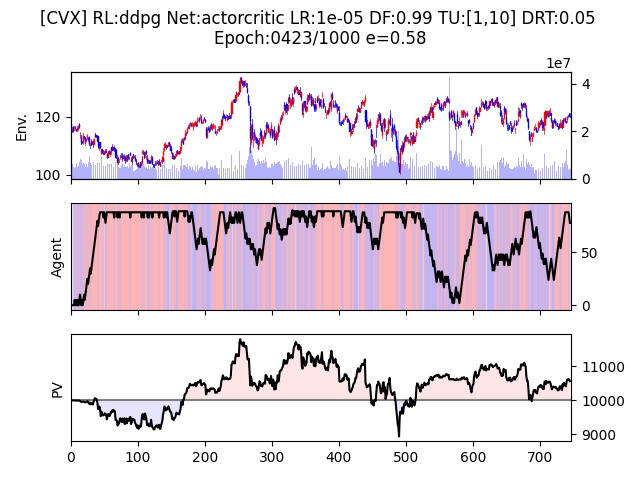 [CVX] RL:ddpg Net:actorcritic LR:1e-05 DF:0.99 TU:[1,10] DRT:0.05
Epoch:0423/1000 e=0.58
1e7
Env.
120
100
4
2
0
Agent
50
0
PV
11000
10000
9000
0 100 200 300 400 500 600 700